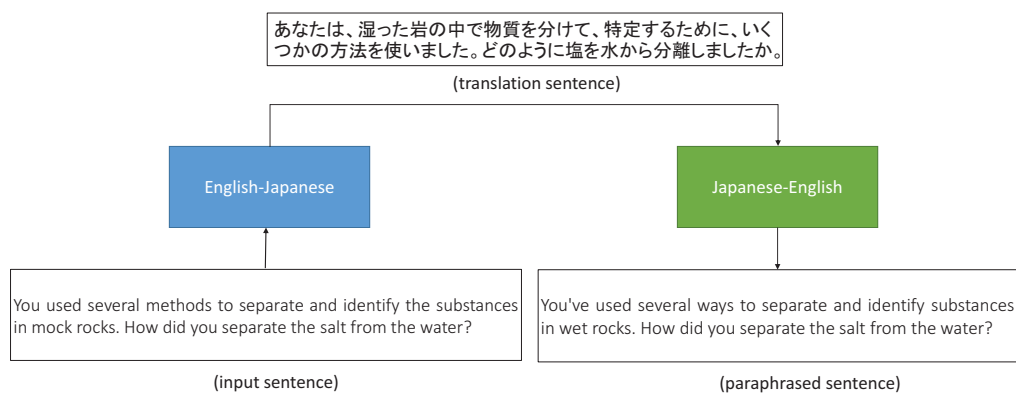 あなたは、湿った岩の中で物質を分けて、特定するために、いく
つかの方法を使いました。どのように塩を水から分離しましたか。
(translation sentence)
English-Japanese
Japanese-English
You used several methods to separate and identify the substances
in mock rocks. How did you separate the salt from the water?
(input sentence)
You've used several ways to separate and identify substances
in wet rocks. How did you separate the salt from the water?
(paraphrased sentence)